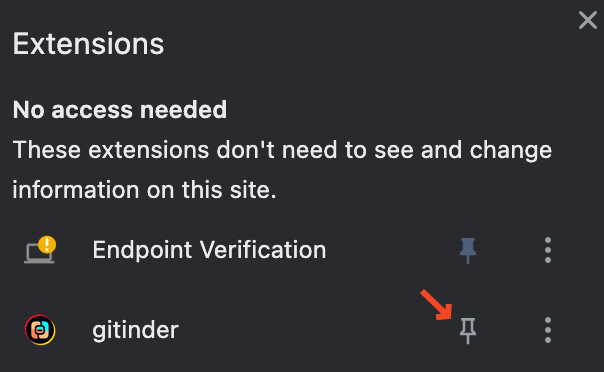 Extensions
No access needed
These extensions don't need to see and change
information on this site.
Endpoint Verification
gitinder